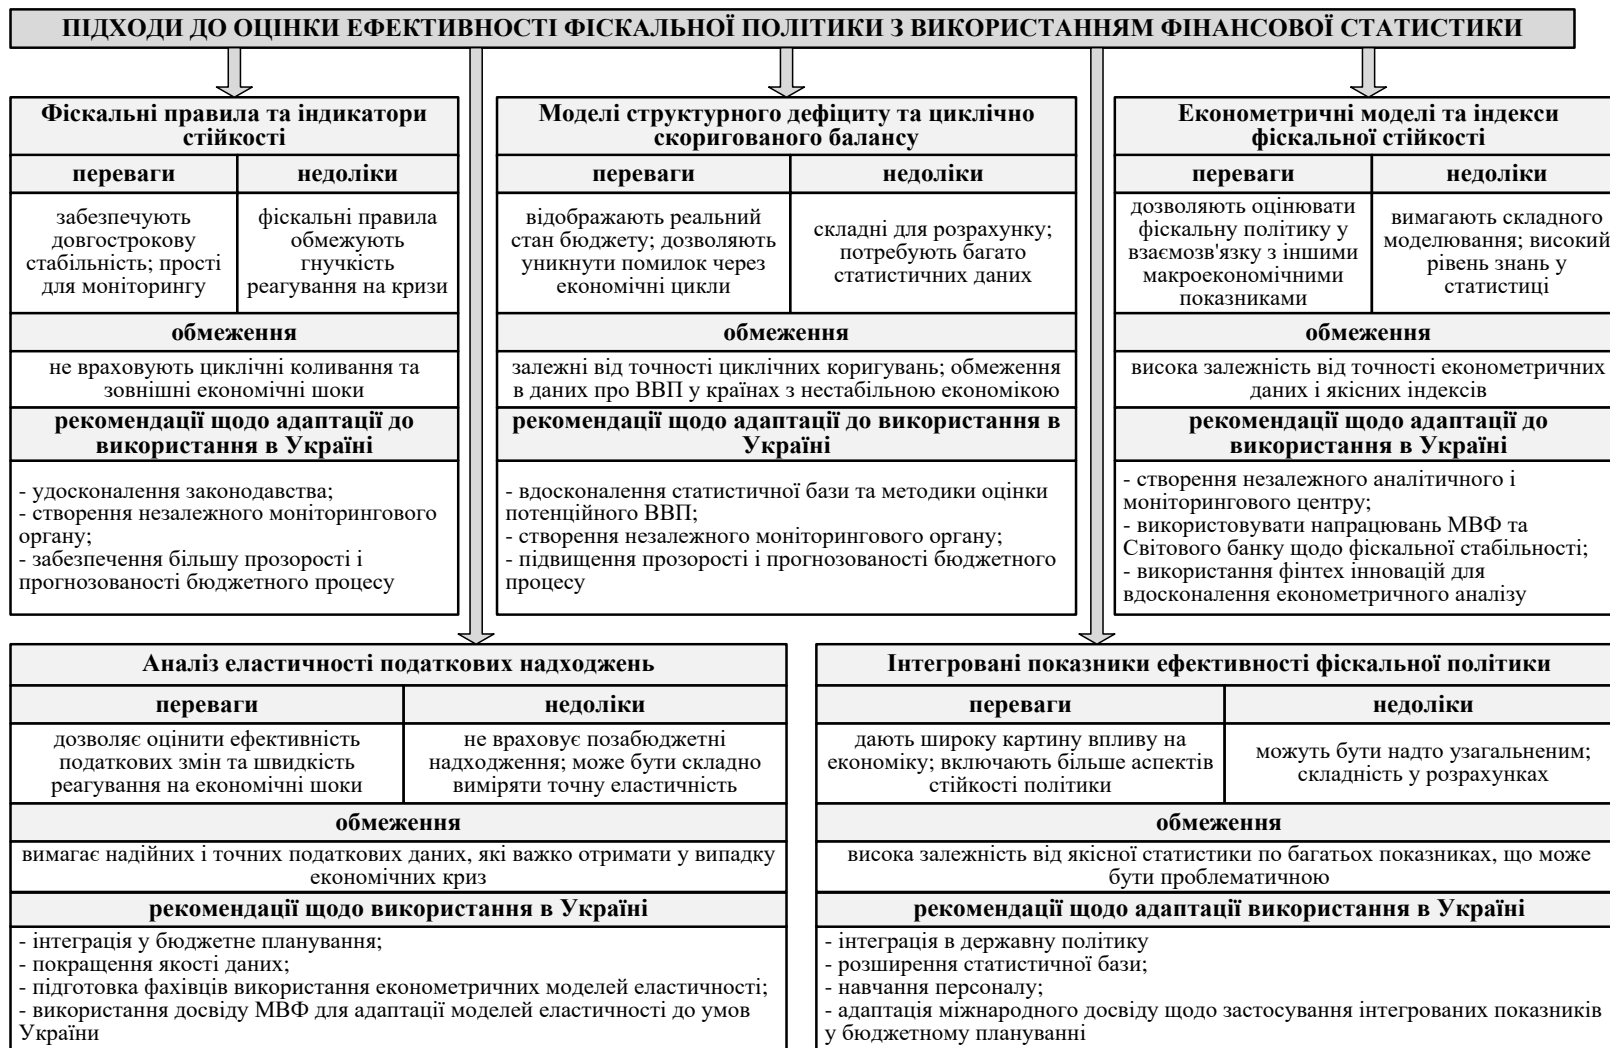 ПІДХОДИ ДО ОЦІНКИ ЕФЕКТИВНОСТІ ФІСКАЛЬНОЇ ПОЛІТИКИ З ВИКОРИСТАННЯМ ФІНАНСОВОЇ СТАТИСТИКИ
Фіскальні правила та індикатори
стійкості
переваги
недоліки
забезпечують
довгострокову
стабільність; прості
для моніторингу
фіскальні правила
обмежують
гнучкість
реагування на кризи
обмеження
не враховують циклічні коливання та
зовнішні економічні шоки
рекомендації щодо адаптації до
використання в Україні
- удосконалення законодавства;
- створення незалежного моніторингового
органу;
- забезпечення більшу прозорості і
прогнозованості бюджетного процесу
Моделі структурного дефіциту та циклічно
скоригованого балансу
переваги
недоліки
відображають реальний
стан бюджету; дозволяють
уникнути помилок через
економічні цикли
складні для розрахунку;
потребують багато
статистичних даних
обмеження
залежні від точності циклічних коригувань; обмеження
в даних про ВВП у країнах з нестабільною економікою
рекомендації щодо адаптації до використання в
Україні
- вдосконалення статистичної бази та методики оцінки
потенційного ВВП;
- створення незалежного моніторингового органу;
- підвищення прозорості і прогнозованості бюджетного
процесу
Економетричні моделі та індекси
фіскальної стійкості
переваги
недоліки
дозволяють оцінювати
фіскальну політику у
взаємозв'язку з іншими
макроекономічними
показниками
вимагають складного
моделювання; високий
рівень знань у
статистиці
обмеження
висока залежність від точності економетричних
даних і якісних індексів
рекомендації щодо адаптації до
використання в Україні
- створення незалежного аналітичного і
моніторингового центру;
- використовувати напрацювань МВФ та
Світового банку щодо фіскальної стабільності;
- використання фінтех інновацій для
вдосконалення економетричного аналізу
Аналіз еластичності податкових надходжень
переваги
недоліки
дозволяє оцінити ефективність
податкових змін та швидкість
реагування на економічні шоки
не враховує позабюджетні
надходження; може бути складно
виміряти точну еластичність
обмеження
вимагає надійних і точних податкових даних, які важко отримати у випадку
економічних криз
рекомендації щодо використання в Україні
- інтеграція у бюджетне планування;
- покращення якості даних;
- підготовка фахівців використання економетричних моделей еластичності;
- використання досвіду МВФ для адаптації моделей еластичності до умов
України
Інтегровані показники ефективності фіскальної політики
переваги
недоліки
дають широку картину впливу на
економіку; включають більше аспектів
стійкості політики
можуть бути надто узагальненим;
складність у розрахунках
обмеження
висока залежність від якісної статистики по багатьох показниках, що може
бути проблематичною
рекомендації щодо адаптації використання в Україні
- інтеграція в державну політику
- розширення статистичної бази;
- навчання персоналу;
- адаптація міжнародного досвіду щодо застосування інтегрованих показників
у бюджетному плануванні